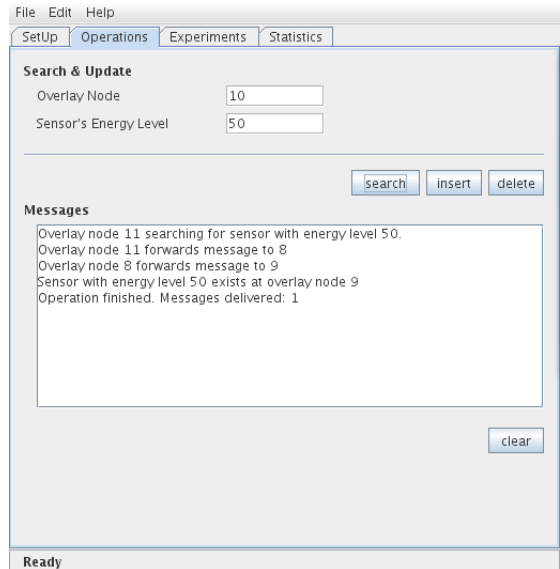 File Edit Help
SetUp Operations Experiments Statistics
Search & Update
Overlay Node 10
Sensor's Energy Level 50
search insert delete
Messages
Overlay node 11 searching for sensor with energy level 50.
Overlay node 11 forwards message to 8
Overlay node 8 forwards message to 9
Sensor with energy level 50 exists at overlay node 9
Operation finished. Messages delivered: 1
clear
Ready